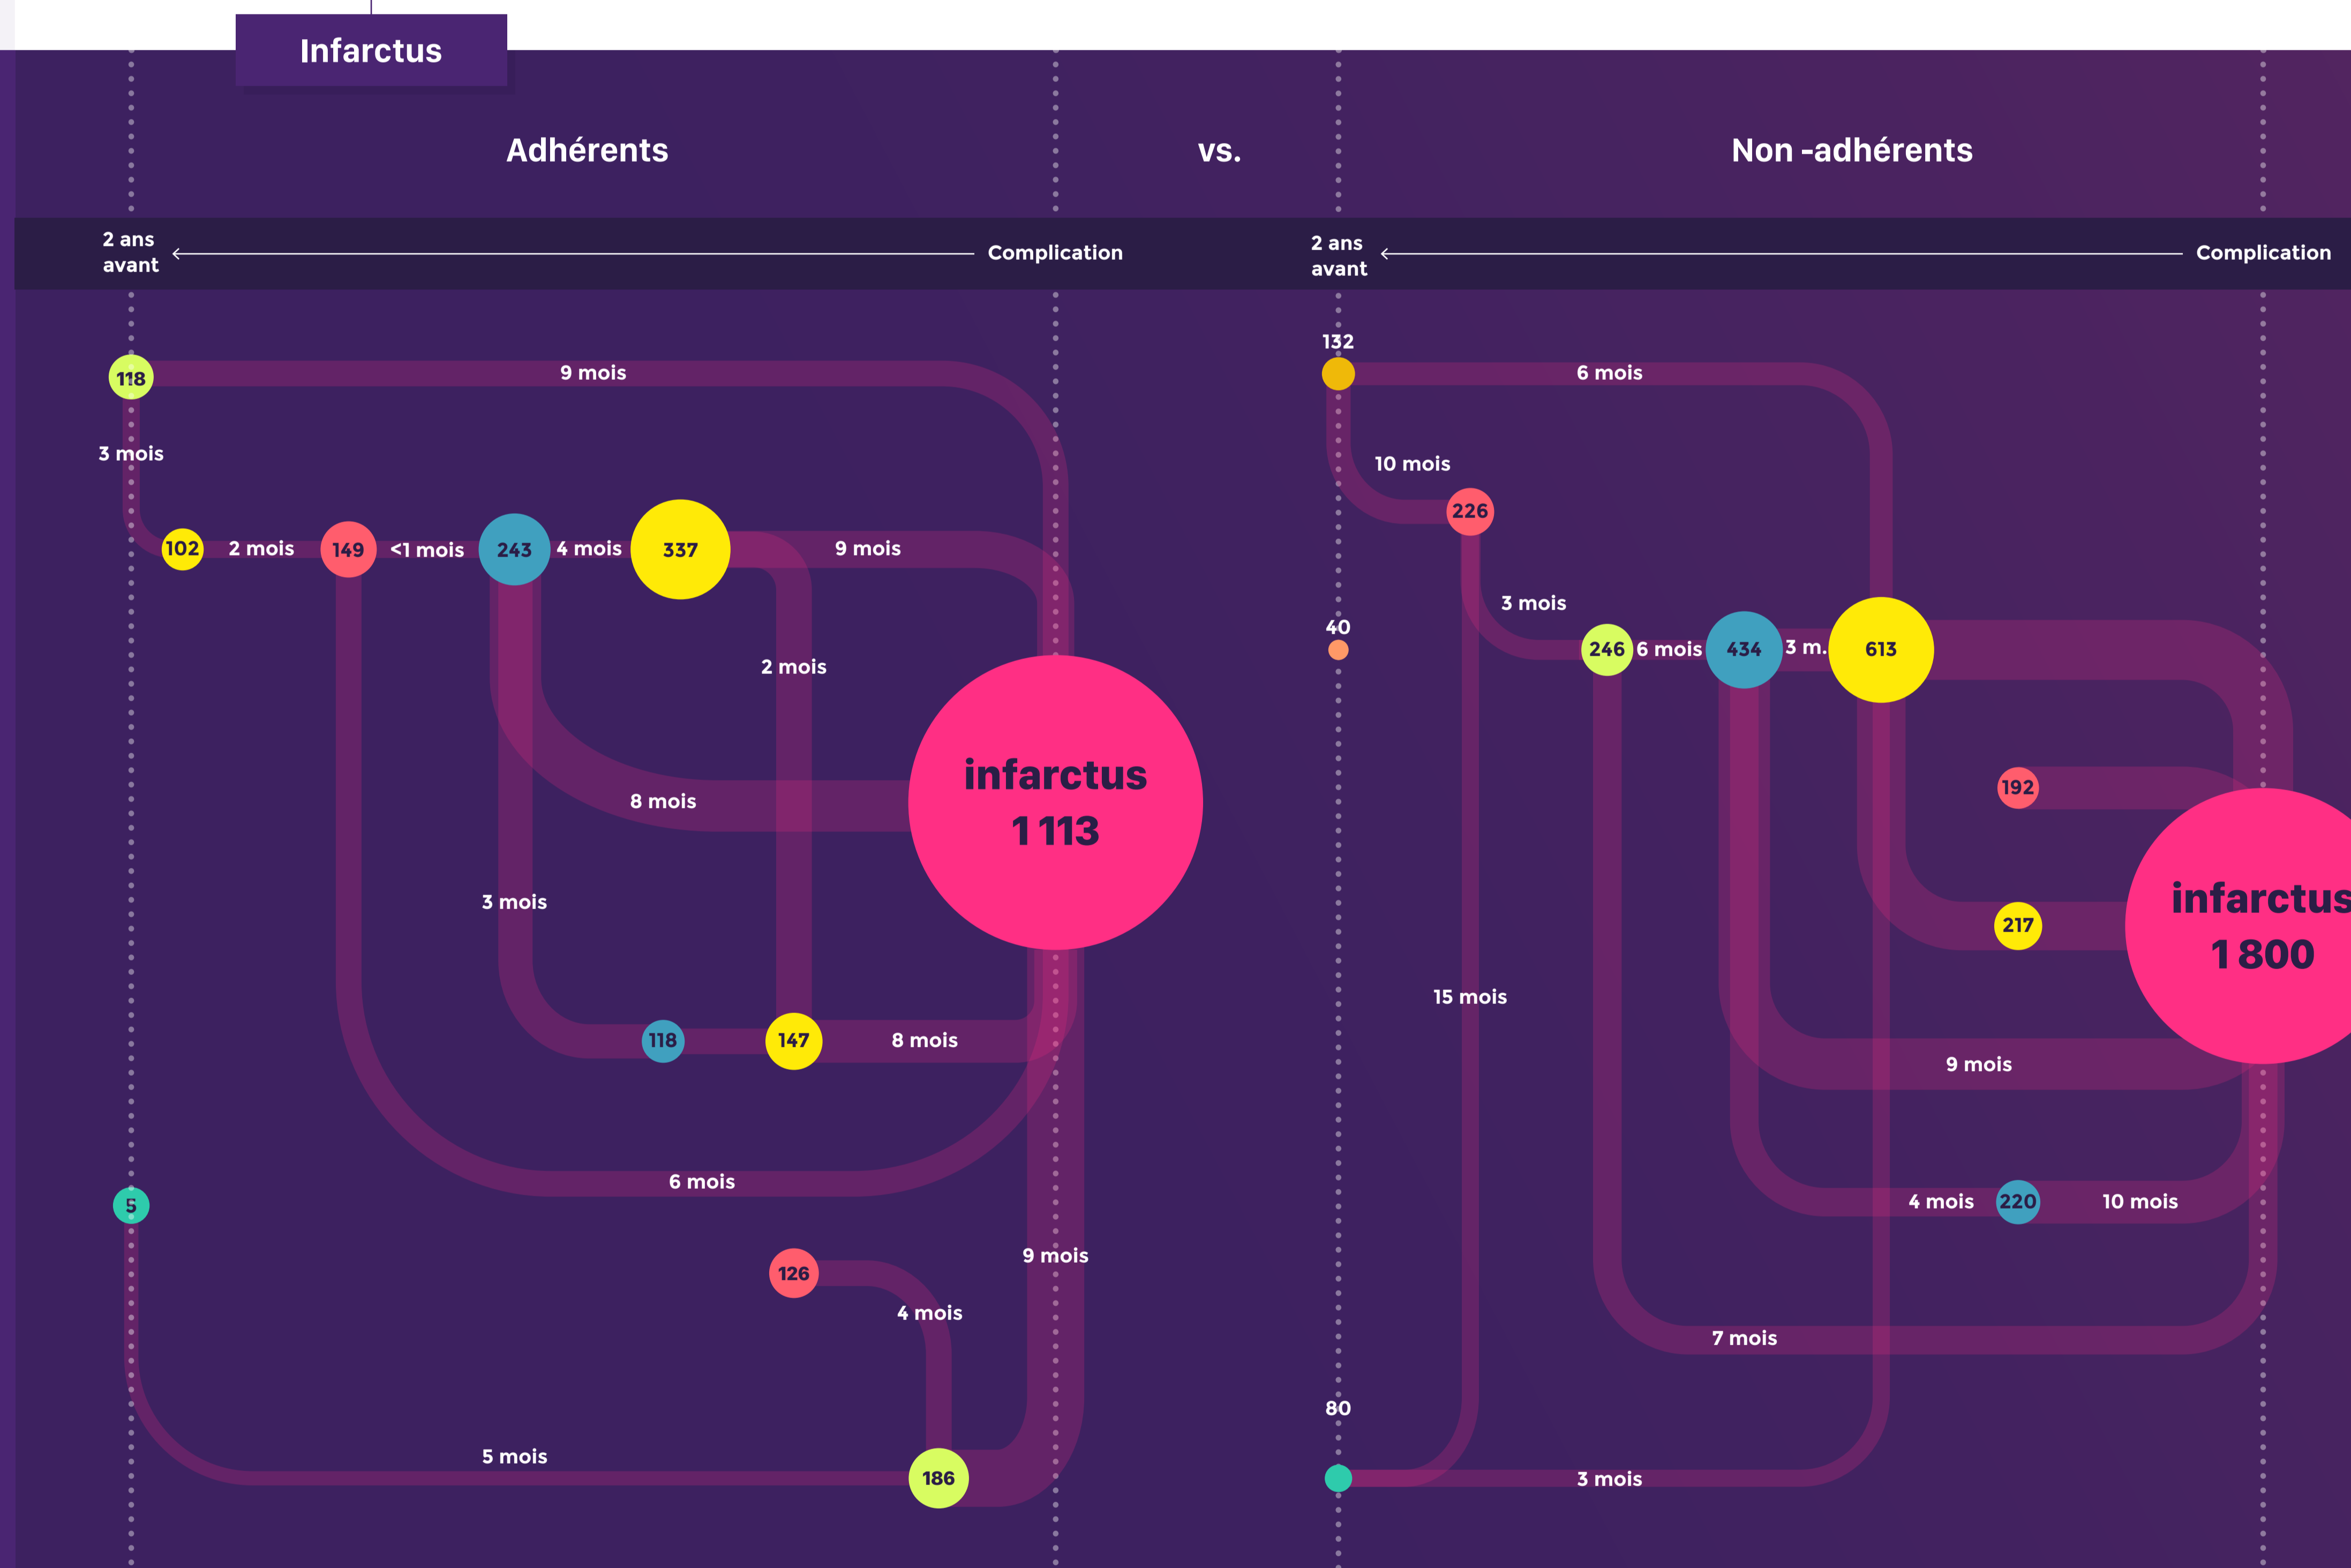 Infarctus
Adhérents
vs.
Non -adhérents
2 ans
avant
Complication
2 ans
avant
Complication
118
9 mois
3 mois
102
2 mois
149
<1 mois
243
4 mois
337
9 mois
2 mois
infarctus
1 113
8 mois
3 mois
118
147
8 mois
6 mois
5
126
4 mois
9 mois
5 mois
186
132
6 mois
10 mois
226
40
3 mois
246
6 mois
434
3 m.
613
192
217
infarctus
1 800
15 mois
9 mois
4 mois
220
10 mois
7 mois
80
3 mois